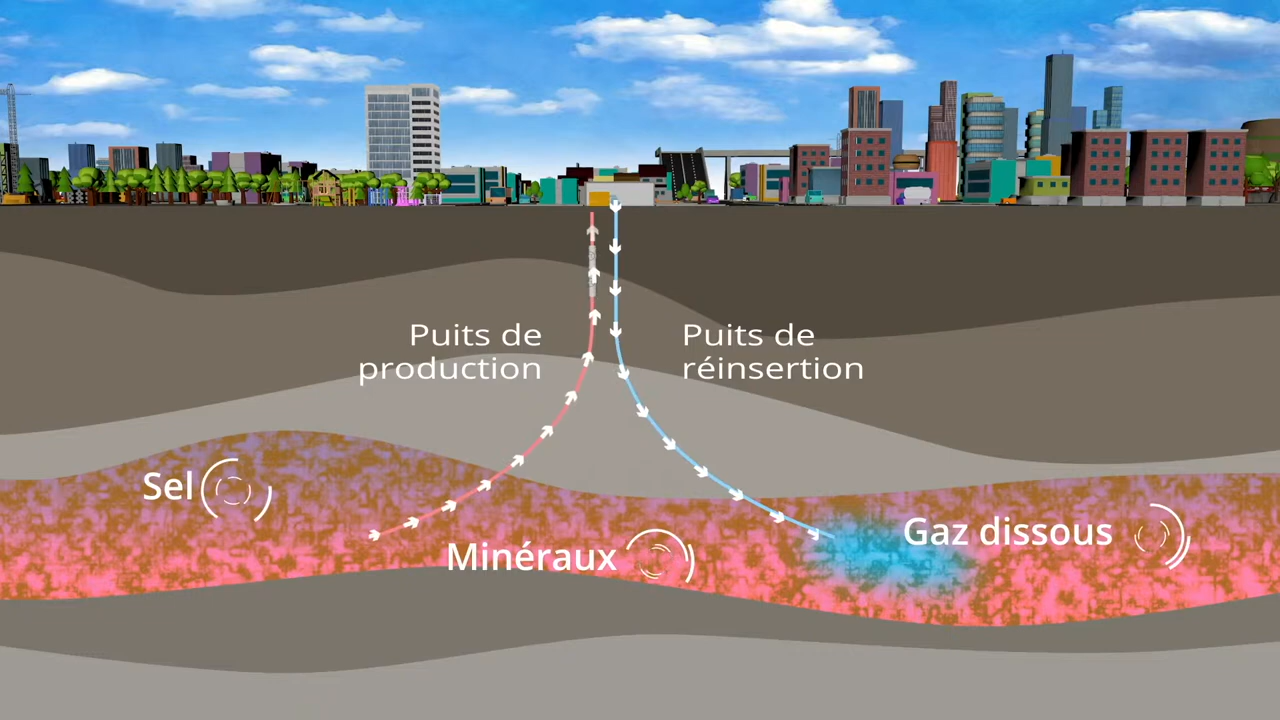 Puits de
production
Puits de
réinsertion
Sel
Minéraux
Gaz dissous